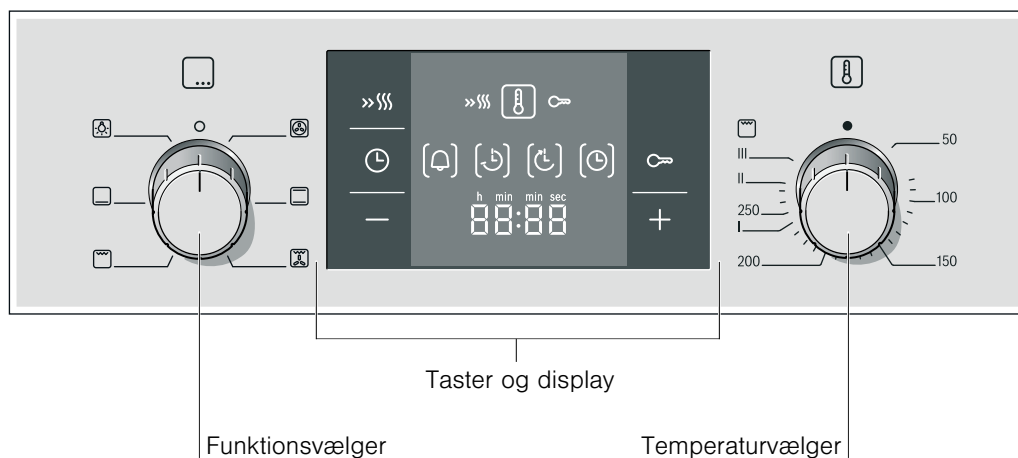 h min min sec
88:88
50
100
150
200
250
I
II
III
Taster og display
Funktionsvælger
Temperaturvælger